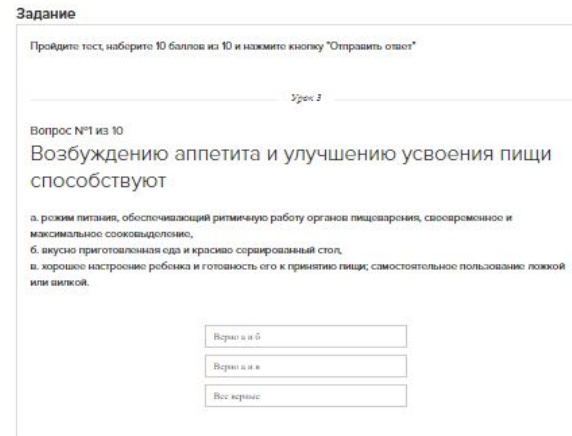 Задание
Пройдите тест, наберите 10 баллов из 10 и нажмите кнопку "Отправить ответ"
Урок 3
Вопрос №1 из 10
Возбуждению аппетита и улучшению усвоения пищи
способствуют
а. режим питания, обеспечивающий ритмичную работу органов пищеварения, своевременное и
максимальное сокоовыделение,
б. вкусно приготовленная еда и красиво сервированный стол,
в. хорошее настроение ребенка и готовность его к принятию пищи; самостоятельное пользование ложкой
или вилкой.
Верно а и б
Верно а и в
Все верные